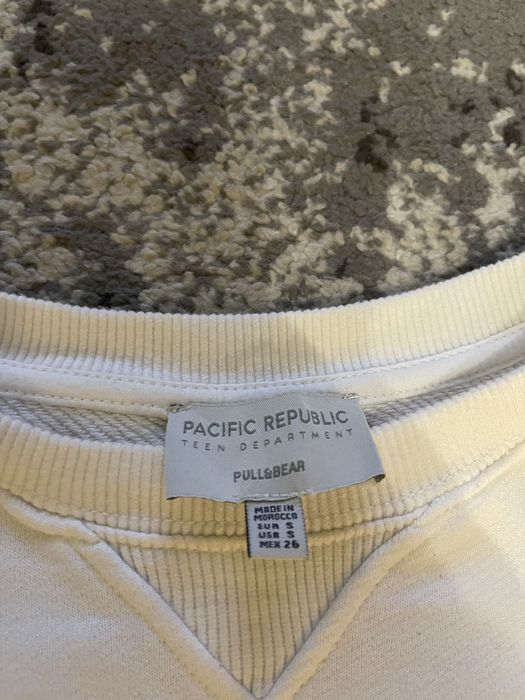 PACIFIC REPUBLIC
TEEN DEPARTMENT
PULL&BEAR
MADE IN
MOROCCO
EUR S
USA S
MEX 26